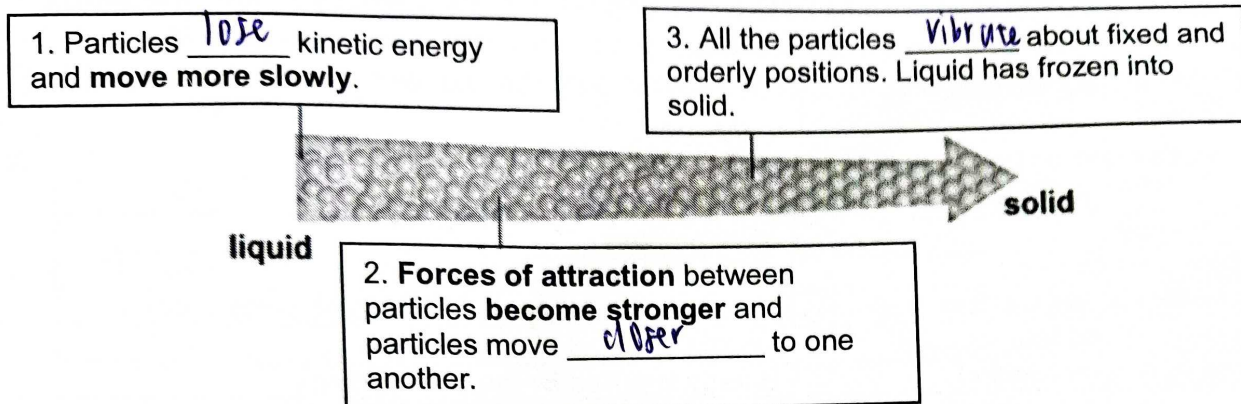 1. Particles lose kinetic energy
and move more slowly.
3. All the particles vibrate about fixed and
orderly positions. Liquid has frozen into
solid.
liquid
solid
2. Forces of attraction between
particles become stronger and
particles move closer to one
another.